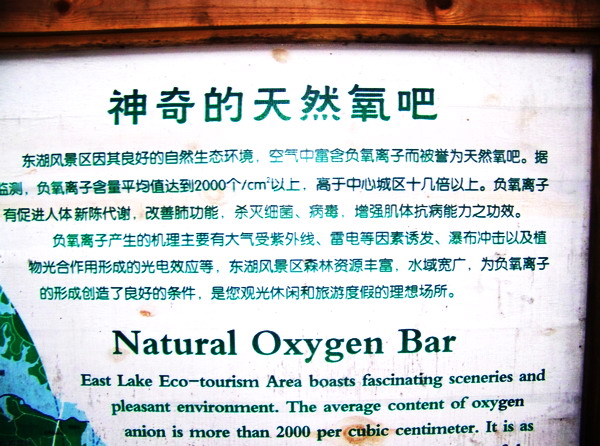 神奇的天然氧吧
东湖风景区因其良好的自然生态环境，空气中富含负氧离子而被誉为天然氧吧。据
监测，负氧离子含量平均值达到2000个/cm²以上，高于中心城区十几倍以上。负氧离子
有促进人体新陈代谢，改善肺功能，杀灭细菌、病毒，增强肌体抗病能力之功效。
负氧离子产生的机理主要有大气受紫外线、雷电等因素诱发、瀑布冲击以及植
物光合作用形成的光电效应等，东湖风景区森林资源丰富，水域宽广，为负氧离子
的形成创造了良好的条件，是您观光休闲和旅游度假的理想场所。
Natural Oxygen Bar
East Lake Eco-tourism Area boasts fascinating sceneries and
pleasant environment. The average content of oxygen
anion is more than 2000 per cubic centimeter. It is as